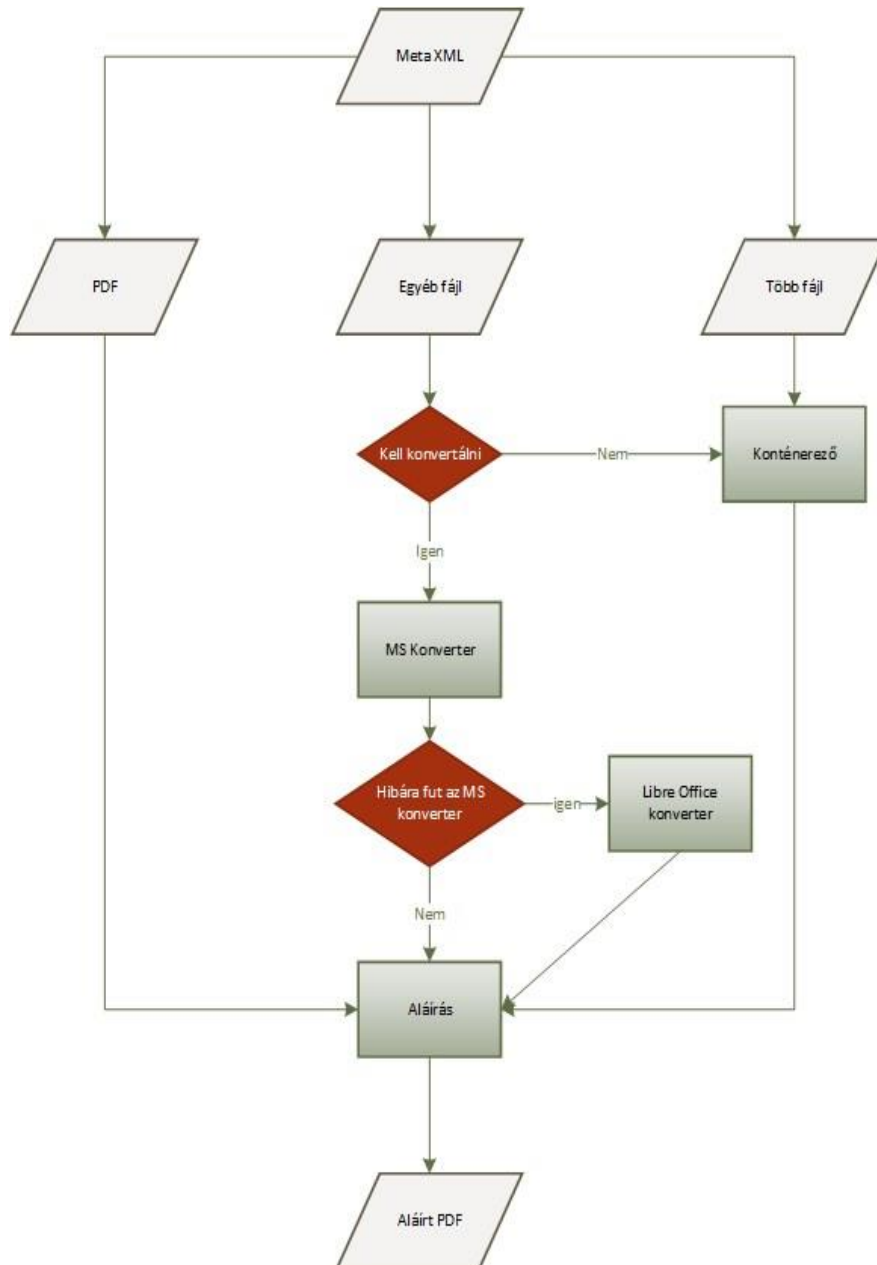 Meta XML
PDF
Egyéb fájl
Több fájl
Kell konvertálni
Nem
Konténerező
Igen
MS Konverter
Hibára fut az MS
konverter
igen
Libre Office
konverter
Nem
Aláírás
Aláírt PDF